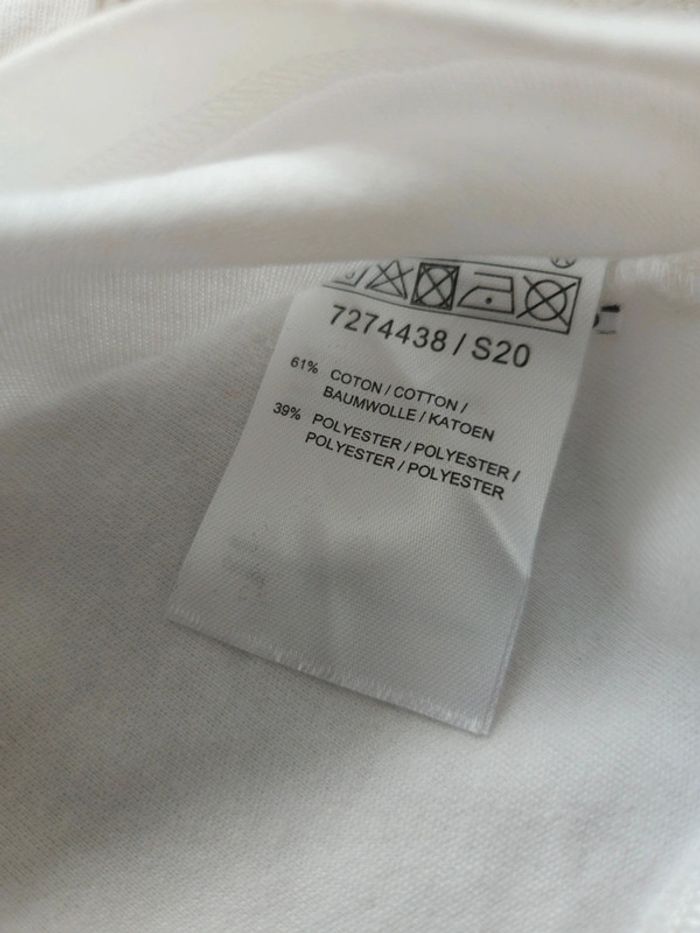 7274438 / S20
61% COTON / COTTON /
BAUMWOLLE / KATOEN
39% POLYESTER / POLYESTER /
POLYESTER / POLYESTER